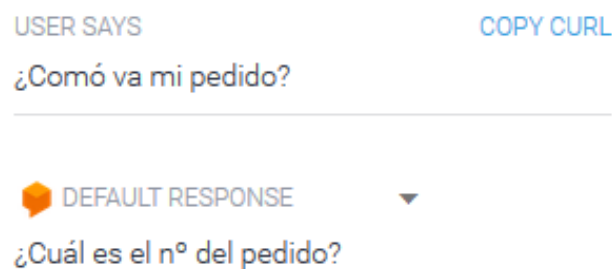 USER SAYS COPY CURL
¿Comó va mi pedido?
DEFAULT RESPONSE
¿Cuál es el nº del pedido?